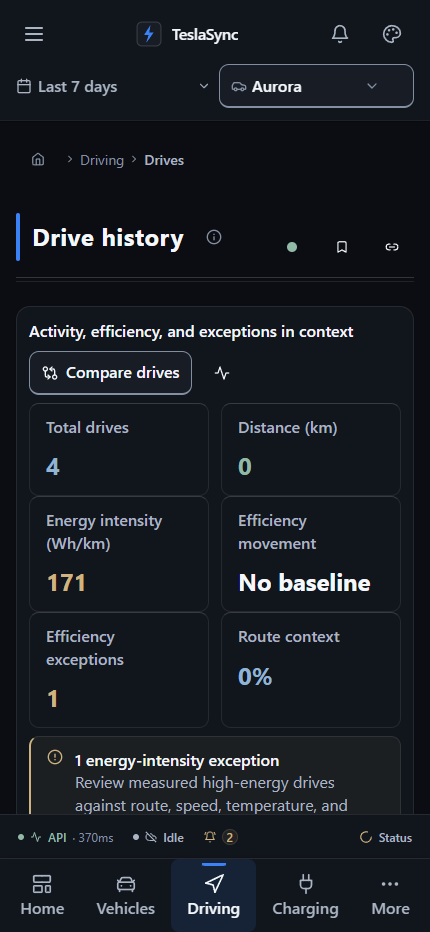 TeslaSync
Last 7 days
Aurora
Driving
Drives
Drive history
Activity, efficiency, and exceptions in context
Compare drives
Total drives
4
Distance (km)
0
Energy intensity
(Wh/km)
171
Efficiency
movement
No baseline
Efficiency
exceptions
1
Route context
0%
1 energy-intensity exception
Review measured high-energy drives
against route, speed, temperature, and
API · 370ms
Idle
2
Status
Home
Vehicles
Driving
Charging
More